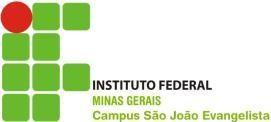 INSTITUTO FEDERAL
MINAS GERAIS
Campus São João Evangelista